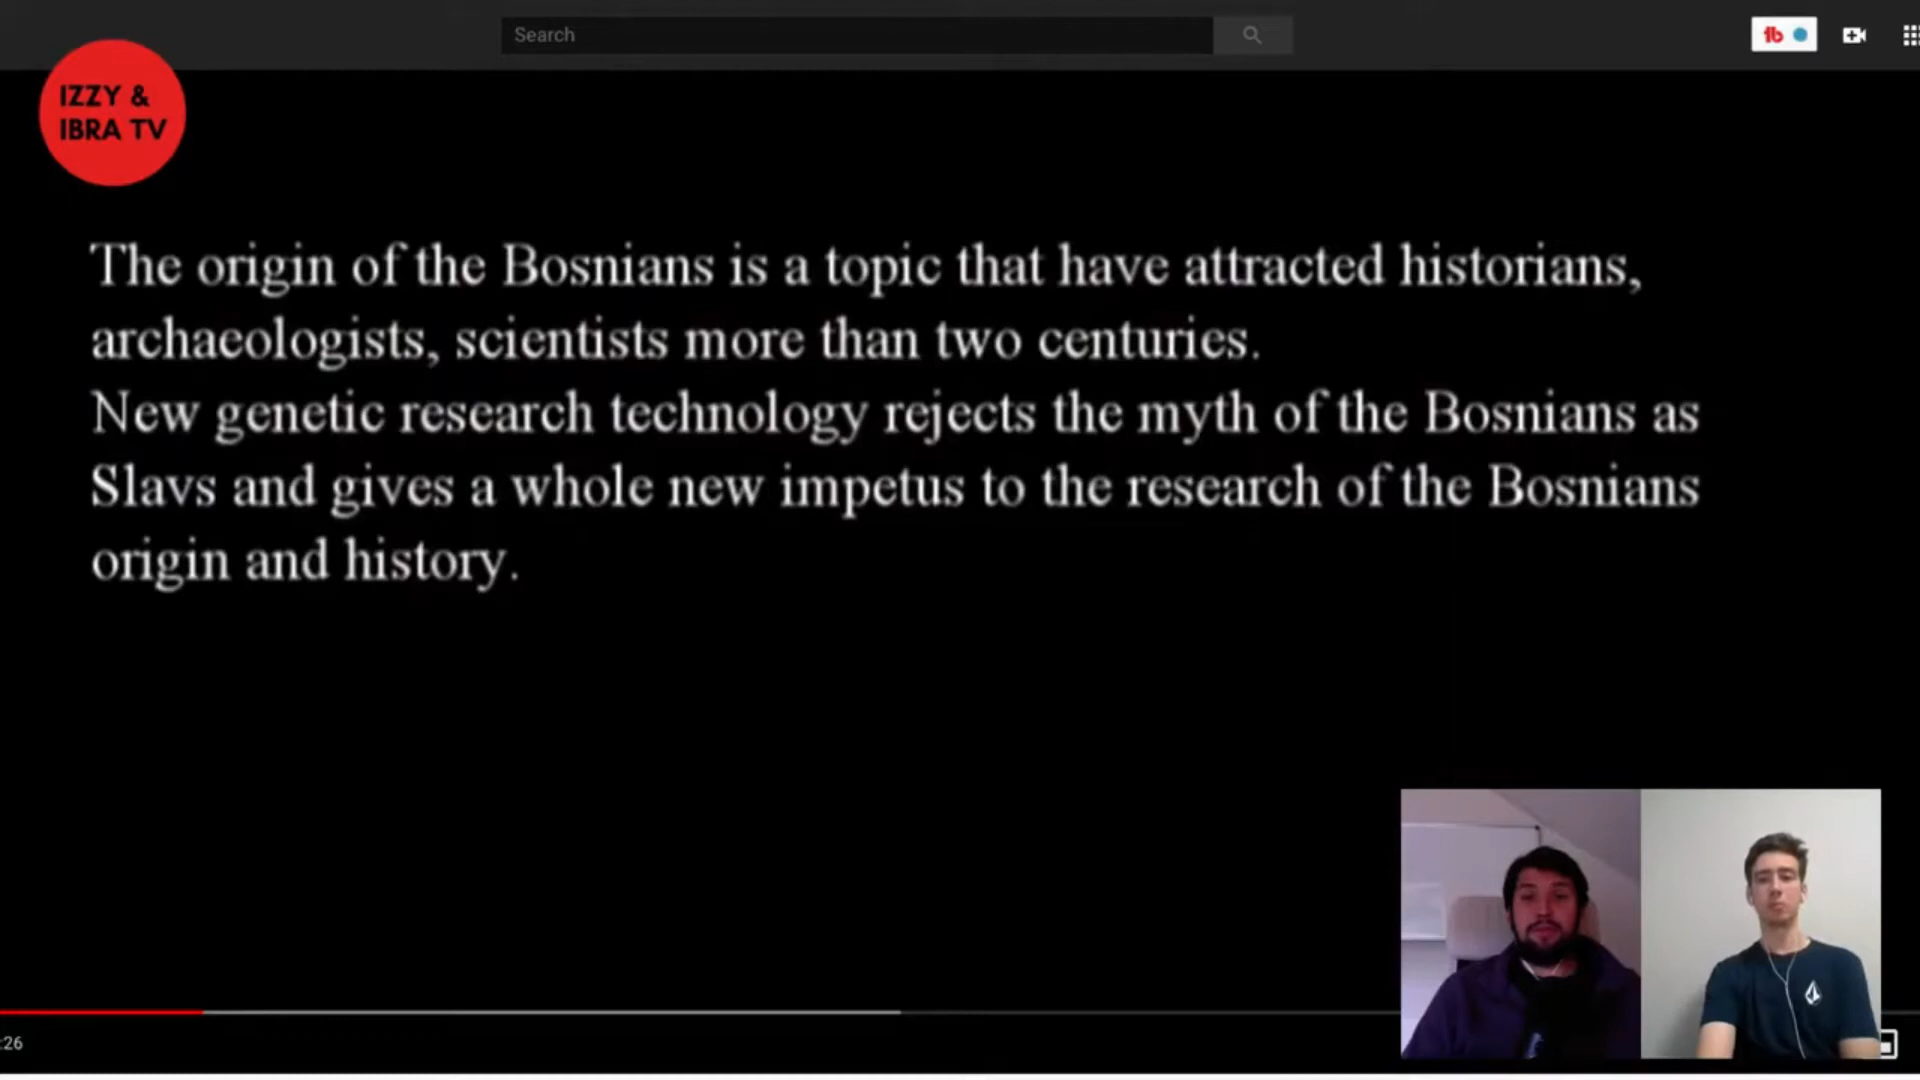 Search
IZZY &
IBRA TV
The origin of the Bosnians is a topic that have attracted historians,
archaeologists, scientists more than two centuries.
New genetic research technology rejects the myth of the Bosnians as
Slavs and gives a whole new impetus to the research of the Bosnians
origin and history.
:26